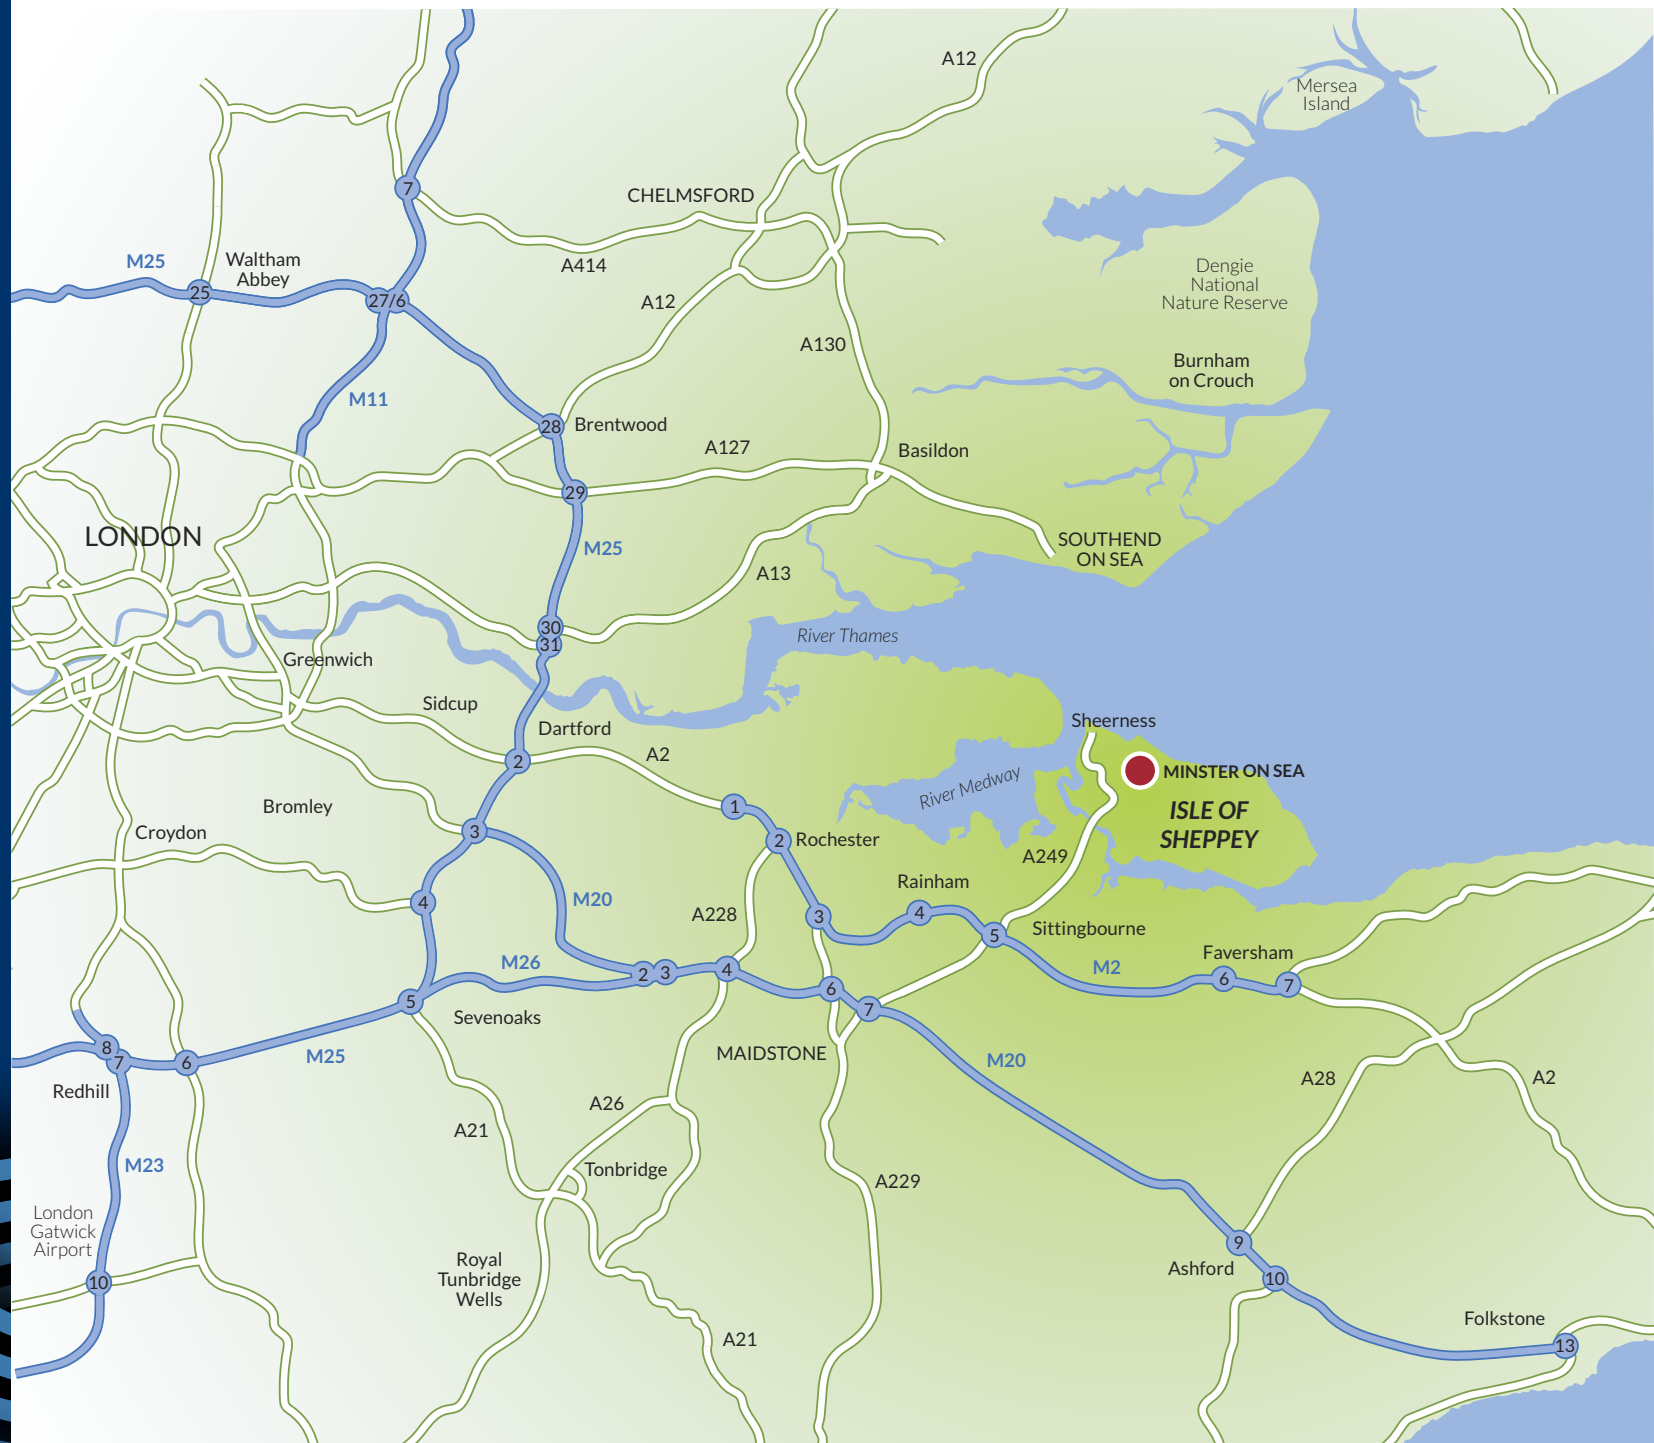 A12
Mersea
Island
7
CHELMSFORD
M25
Waltham
Abbey
A414
Dengie
National
Nature Reserve
25
27/6
A12
A130
Burnham
on Crouch
M11
28
Brentwood
A127
Basildon
29
LONDON
M25
SOUTHEND
ON SEA
A13
30
31
River Thames
Greenwich
Sidcup
Dartford
Sheerness
2
A2
MINSTER ON SEA
River Medway
ISLE OF
SHEPPEY
Bromley
1
Croydon
3
2
Rochester
A249
Rainham
4
M20
A228
3
4
5
Sittingbourne
Faversham
M26
2
3
4
M2
6
7
5
6
7
Sevenoaks
8
7
6
M25
MAIDSTONE
M20
Redhill
A28
A2
A26
A21
M23
Tonbridge
A229
London
Gatwick
Airport
Royal
Tunbridge
Wells
9
Ashford
10
10
Folkstone
A21
13